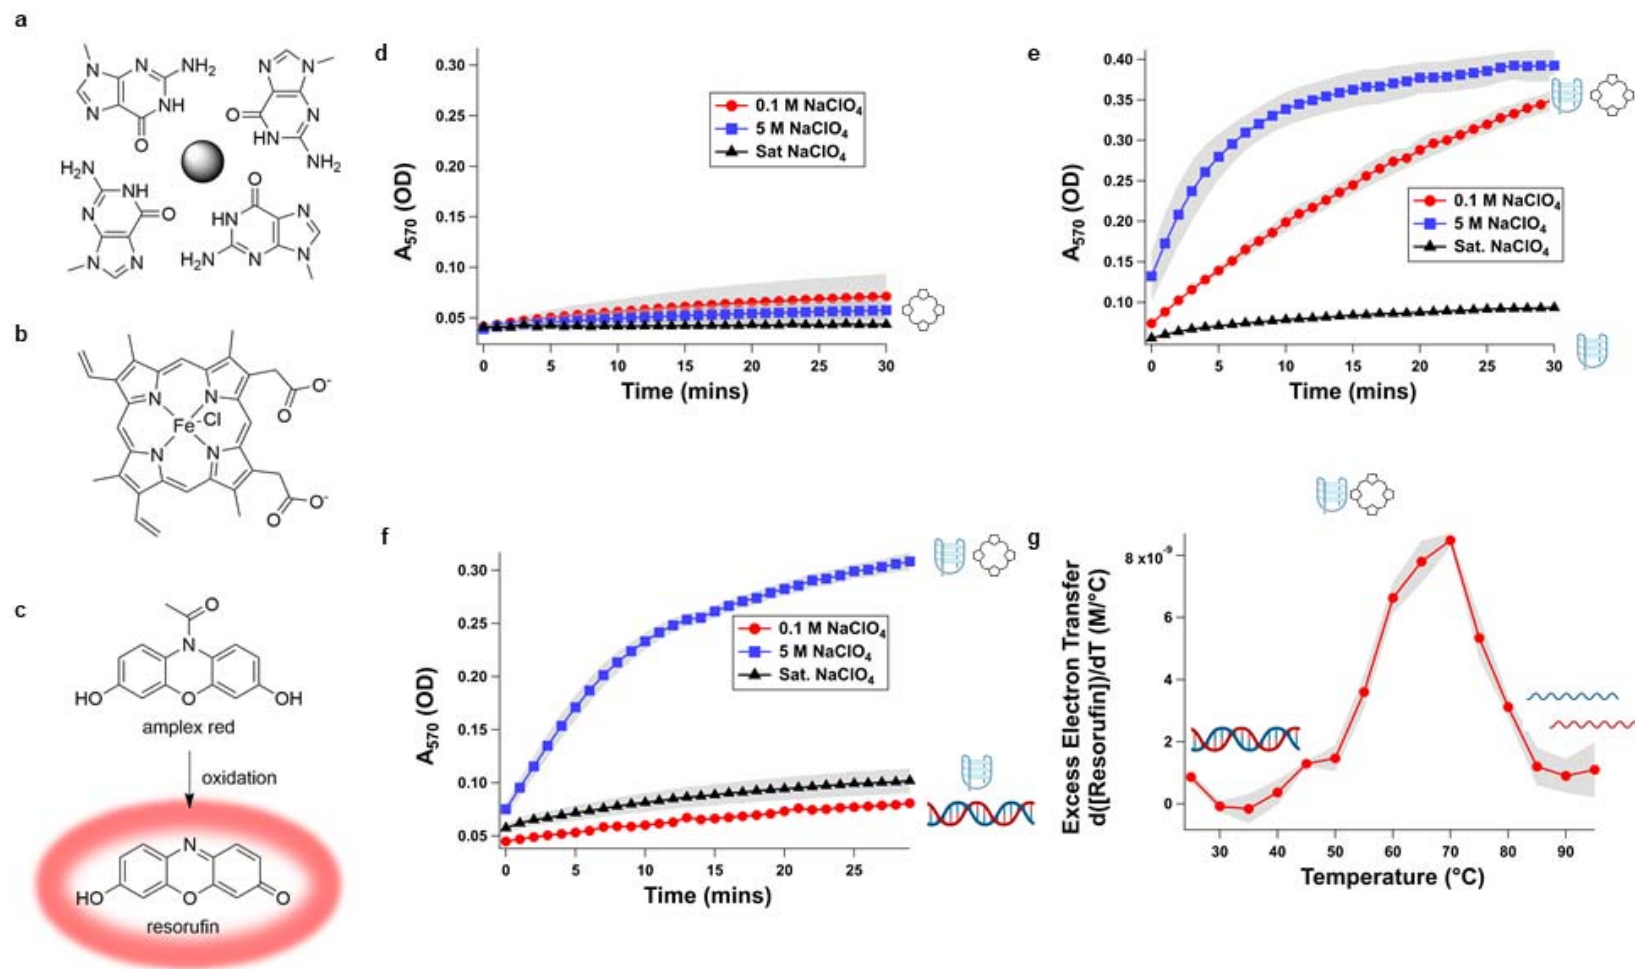 a
N
N
NH₂
N
NH
O
N
N
O
N
HN
NH₂
H₂N
NH
N
O
N
N
O
HN
N
H₂N
N
N
b
N
N
O⁻
O
Fe
Cl
N
N
O⁻
O
c
O
N
HO
O
OH
amplex red
oxidation
N
HO
O
O
resorufin
d
0.30
0.25
0.20
0.15
0.10
0.05
A₅₇₀ (OD)
0.1 M NaClO₄
5 M NaClO₄
Sat NaClO₄
0
5
10
15
20
25
30
Time (mins)
e
0.40
0.35
0.30
0.25
0.20
0.15
0.10
A₅₇₀ (OD)
0.1 M NaClO₄
5 M NaClO₄
Sat. NaClO₄
0
5
10
15
20
25
30
Time (mins)
f
0.30
0.25
0.20
0.15
0.10
0.05
A₅₇₀ (OD)
0.1 M NaClO₄
5 M NaClO₄
Sat. NaClO₄
0
5
10
15
20
25
Time (mins)
g
8 x10⁻⁹
6
4
2
0
Excess Electron Transfer
d([Resorufin])/dT (M/°C)
30
40
50
60
70
80
90
Temperature (°C)